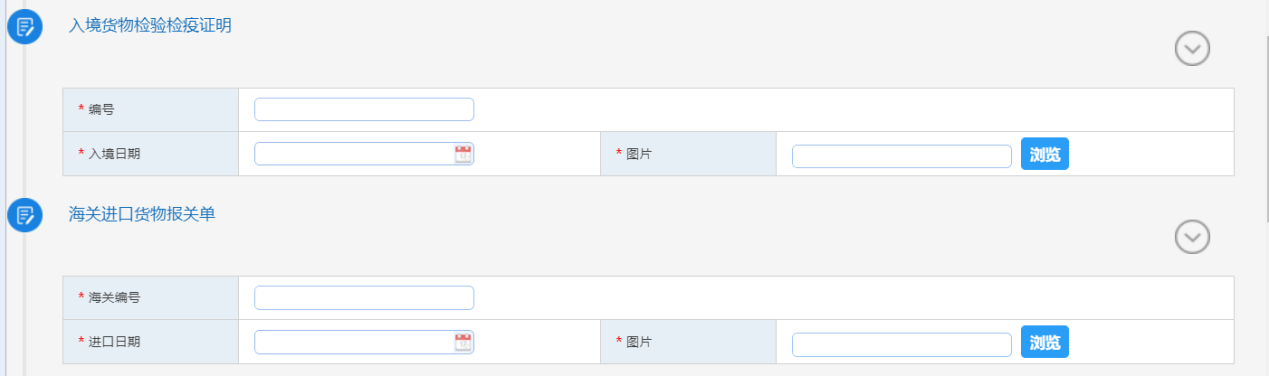 入境货物检验检疫证明
* 编号
* 入境日期
* 图片
浏览
海关进口货物报关单
* 海关编号
* 进口日期
* 图片
浏览